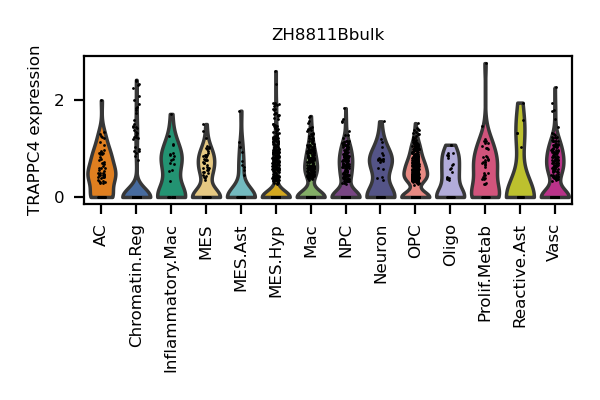 ZH8811Bbulk
TRAPPC4 expression
2
0
AC
Chromatin.Reg
Inflammatory.Mac
MES
MES.Ast
MES.Hyp
Mac
NPC
Neuron
OPC
Oligo
Prolif.Metab
Reactive.Ast
Vasc